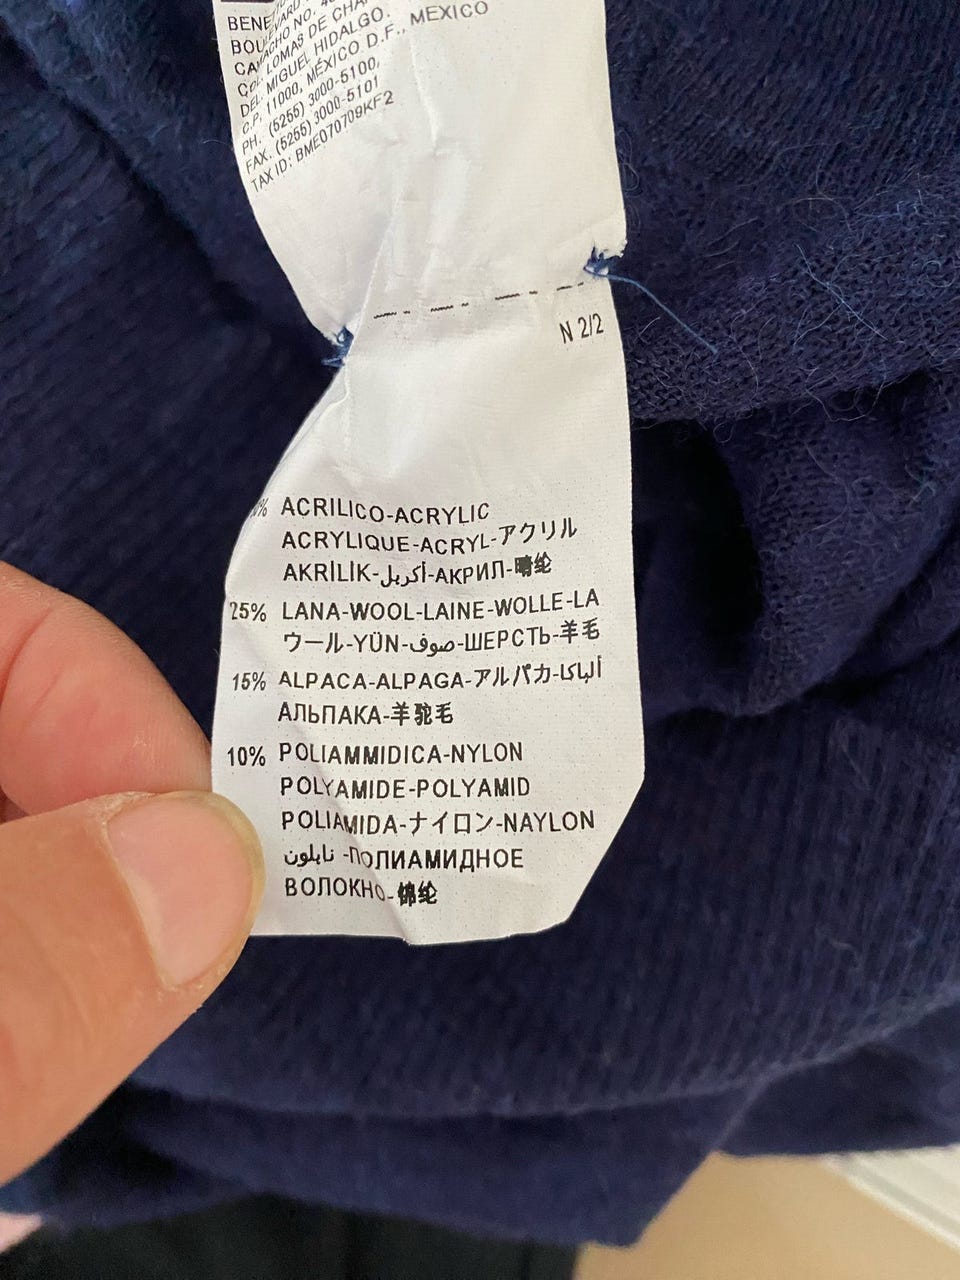 BOULEVARD
CAMACHO NO.
COL. LOMAS DE
DEL. MIGUEL HIDALGO.
C.P. 11000, MÉXICO D.F., MEXICO
PH. (5255) 3000-5100,
FAX. (5255) 3000-5101
TAX ID: BME070709KF2
N 2/2
ACRILICO-ACRYLIC
ACRYLIQUE-ACRYL-アクリル
AKRİLİK-أكريل-АКРИЛ-晴纶
25% LANA-WOOL-LAINE-WOLLE-LA
ウール-YÜN-صوف-ШЕРСТЬ-羊毛
15% ALPACA-ALPAGA-アルパカ-ألباكا
АЛЬПАКА-羊驼毛
10% POLIAMMIDICA-NYLON
POLYAMIDE-POLYAMID
POLIAMIDA-ナイロン-NAYLON
نايلون -ПОЛИАМИДНОЕ
ВОЛОКНО-锦纶